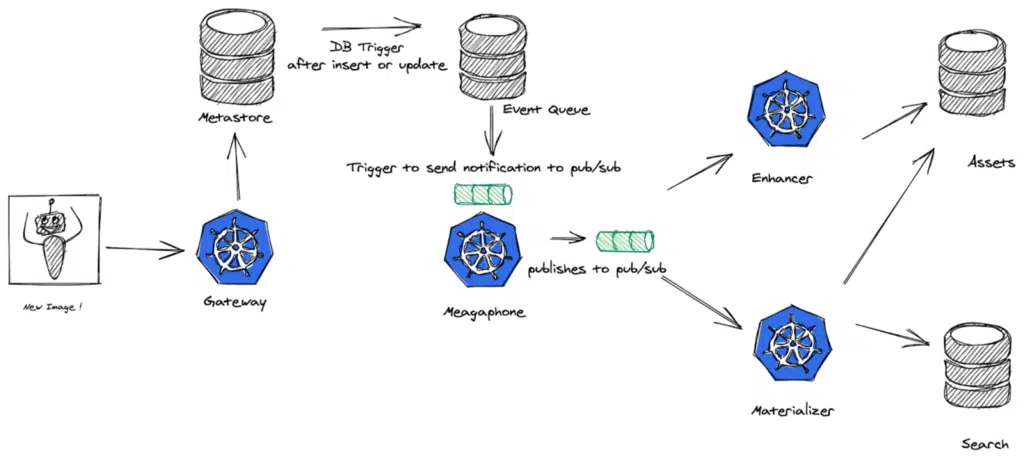 DB Trigger
after insert or update
Metastore
Event Queue
Trigger to send notification to pub/sub
Enhancer
Assets
New Image!
Gateway
publishes to pub/sub
Meagaphone
Materializer
Search